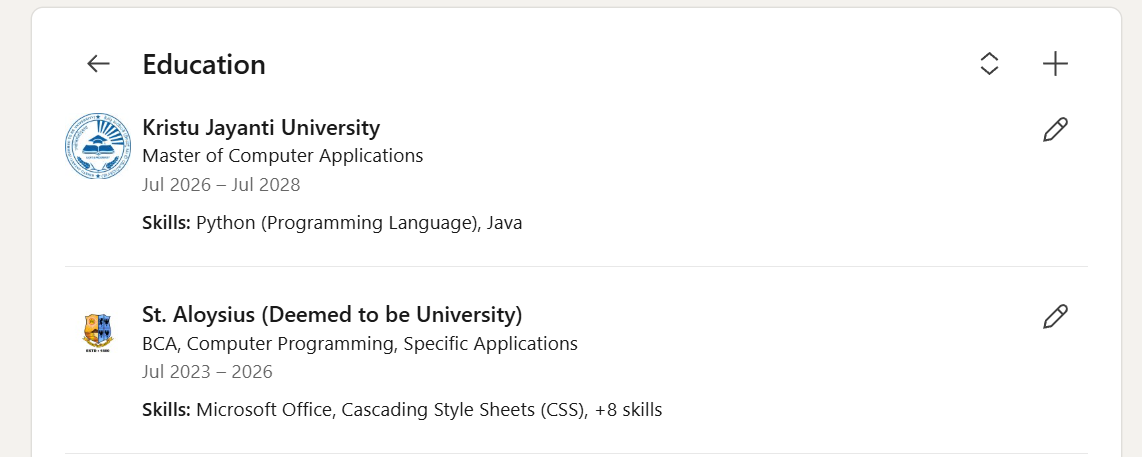 Education
Kristu Jayanti University
Master of Computer Applications
Jul 2026 – Jul 2028
Skills: Python (Programming Language), Java
St. Aloysius (Deemed to be University)
BCA, Computer Programming, Specific Applications
Jul 2023 – 2026
Skills: Microsoft Office, Cascading Style Sheets (CSS), +8 skills